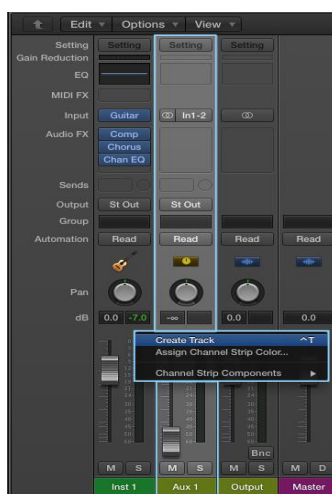 Edit Options View
Setting Setting Setting Setting
Gain Reduction
EQ
MIDI FX
Input Guitar In1-2
Audio FX Comp
Chorus
Chan EQ
Sends
Output St Out St Out
Group
Automation Read Read Read Read
Pan
dB 0.0 -7.0 -∞ 0.0 0.0
Create Track ^T
Assign Channel Strip Color...
Channel Strip Components
Bnc
M S M S M S M D
Inst 1 Aux 1 Output Master